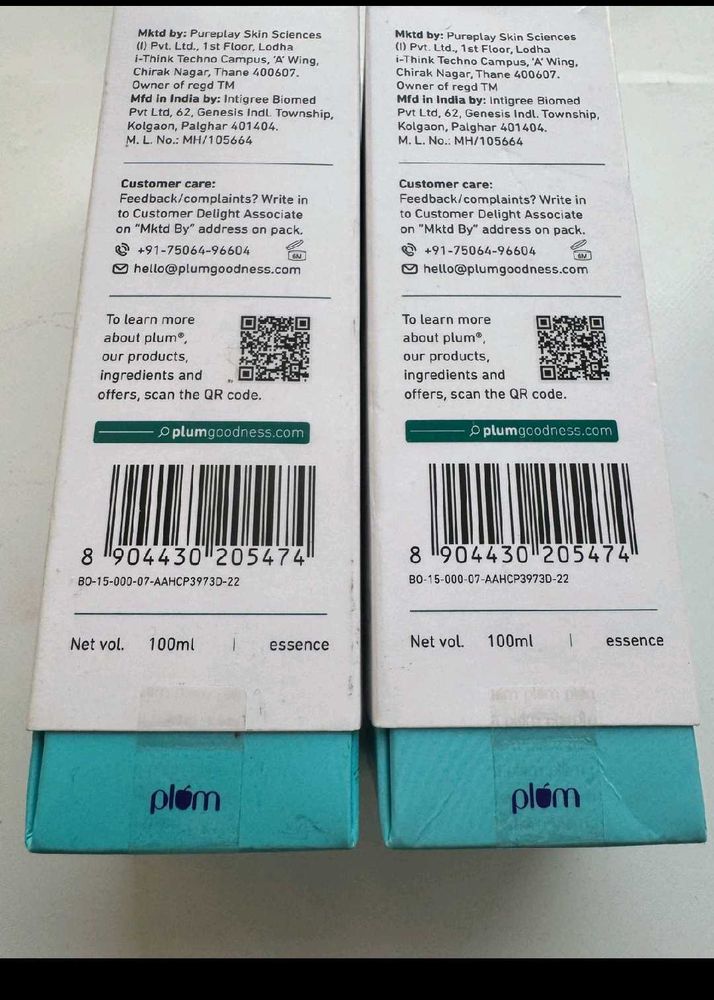 Mktd by: Pureplay Skin Sciences
(I) Pvt. Ltd., 1st Floor, Lodha
i-Think Techno Campus, 'A' Wing,
Chirak Nagar, Thane 400607.
Owner of regd TM
Mfd in India by: Intigree Biomed
Pvt Ltd, 62, Genesis Indl. Township,
Kolgaon, Palghar 401404.
M. L. No.: MH/105664
Customer care:
Feedback/complaints? Write in
to Customer Delight Associate
on "Mktd By" address on pack.
+91-75064-96604
6M
hello@plumgoodness.com
To learn more
about plum®,
our products,
ingredients and
offers, scan the QR code.
plumgoodness.com
8 904430 205474
BO-15-000-07-AAHCP3973D-22
Net vol. 100ml | essence
plum
Mktd by: Pureplay Skin Sciences
(I) Pvt. Ltd., 1st Floor, Lodha
i-Think Techno Campus, 'A' Wing,
Chirak Nagar, Thane 400607.
Owner of regd TM
Mfd in India by: Intigree Biomed
Pvt Ltd, 62, Genesis Indl. Township,
Kolgaon, Palghar 401404.
M. L. No.: MH/105664
Customer care:
Feedback/complaints? Write in
to Customer Delight Associate
on "Mktd By" address on pack.
+91-75064-96604
6M
hello@plumgoodness.com
To learn more
about plum®,
our products,
ingredients and
offers, scan the QR code.
plumgoodness.com
8 904430 205474
BO-15-000-07-AAHCP3973D-22
Net vol. 100ml | essence
plum